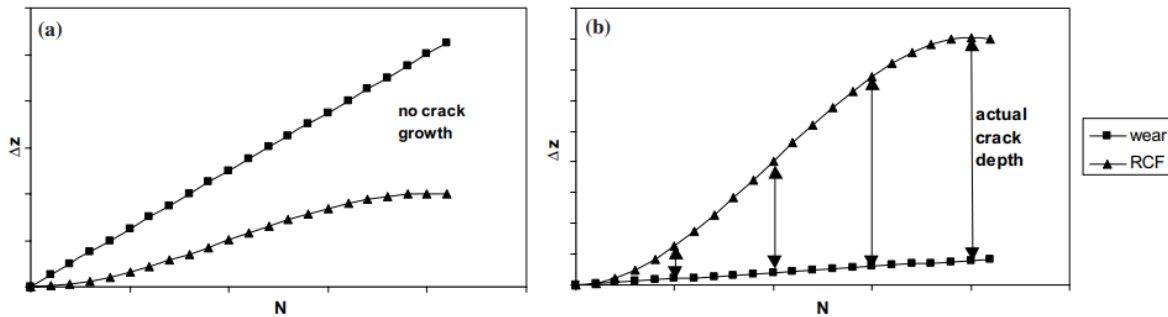 (a)
no crack
growth
Δz
N
(b)
actual
crack
depth
Δz
N
wear
RCF